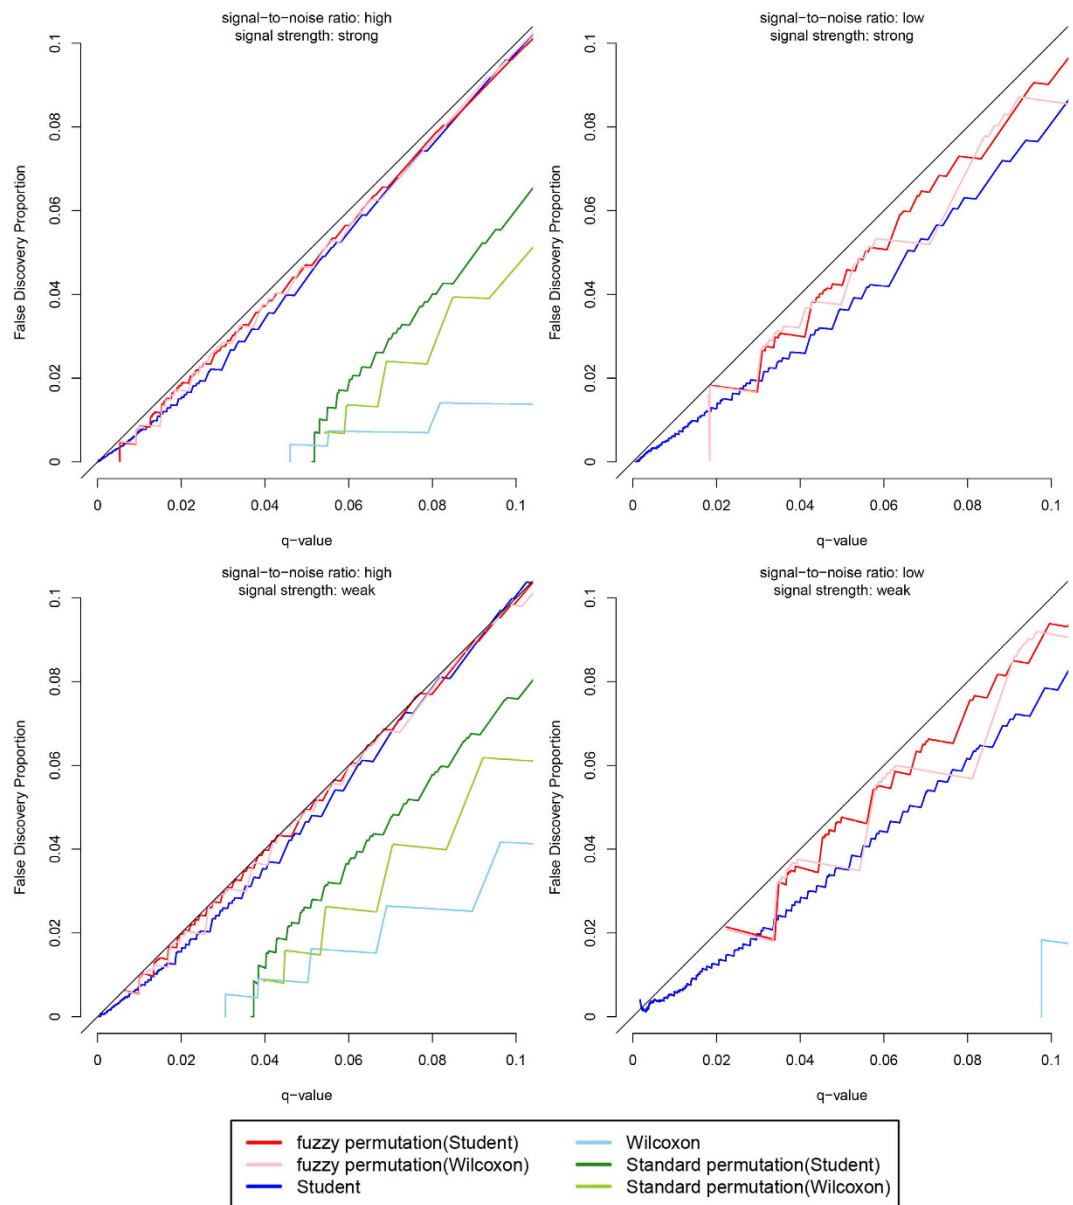 signal-to-noise ratio: high
signal strength: strong
False Discovery Proportion
0 0.02 0.04 0.06 0.08 0.1
0 0.02 0.04 0.06 0.08 0.1
q-value
signal-to-noise ratio: low
signal strength: strong
False Discovery Proportion
0 0.02 0.04 0.06 0.08 0.1
0 0.02 0.04 0.06 0.08 0.1
q-value
signal-to-noise ratio: high
signal strength: weak
False Discovery Proportion
0 0.02 0.04 0.06 0.08 0.1
0 0.02 0.04 0.06 0.08 0.1
q-value
signal-to-noise ratio: low
signal strength: weak
False Discovery Proportion
0 0.02 0.04 0.06 0.08 0.1
0 0.02 0.04 0.06 0.08 0.1
q-value
fuzzy permutation(Student)
fuzzy permutation(Wilcoxon)
Student
Wilcoxon
Standard permutation(Student)
Standard permutation(Wilcoxon)